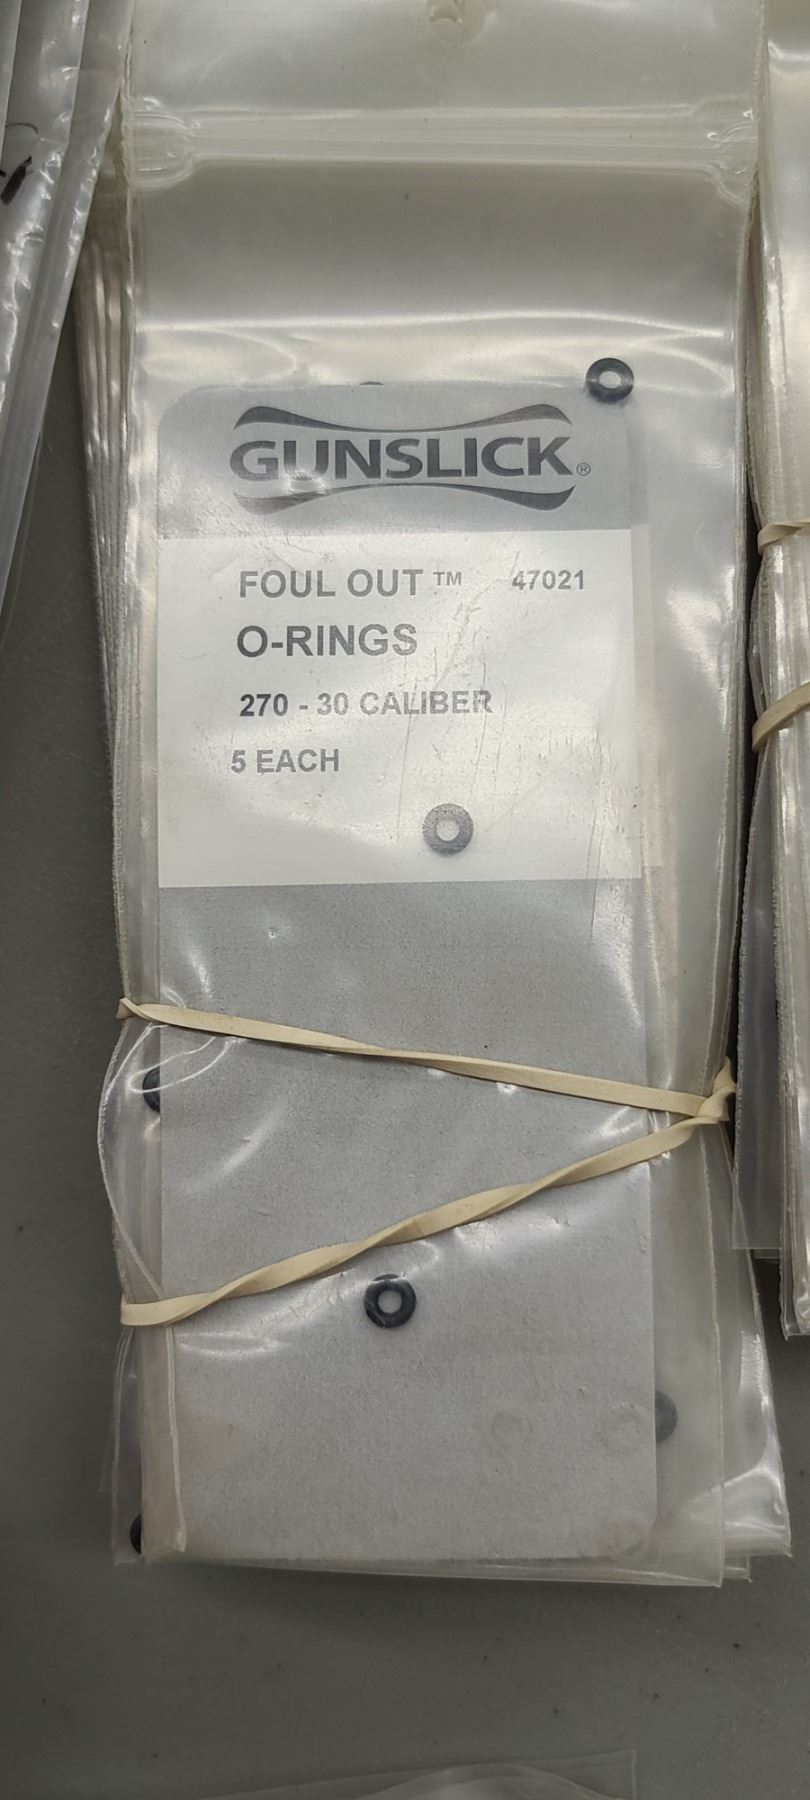 GUNSLICK®
FOUL OUT™ 47021
O-RINGS
270 - 30 CALIBER
5 EACH